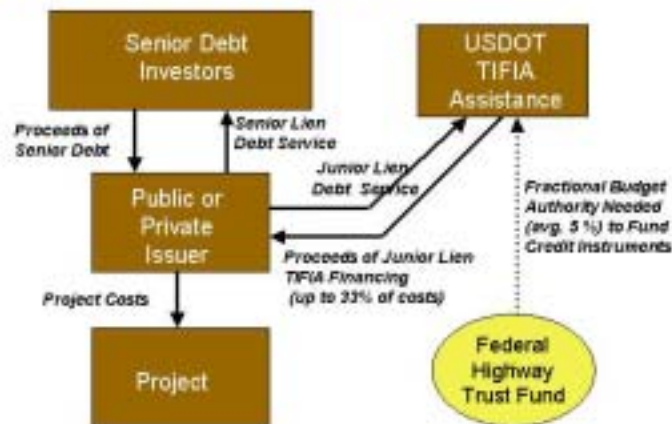 Senior Debt
Investors
USDOT
TIFIA
Assistance
Proceeds of
Senior Debt
Senior Lien
Debt Service
Junior Lien
Debt Service
Fractional Budget
Authority Needed
(avg. 5 %) to Fund
Credit Instruments
Public or
Private
Issuer
Proceeds of Junior Lien
TIFIA Financing
(up to 33% of costs)
Project Costs
Project
Federal
Highway
Trust Fund